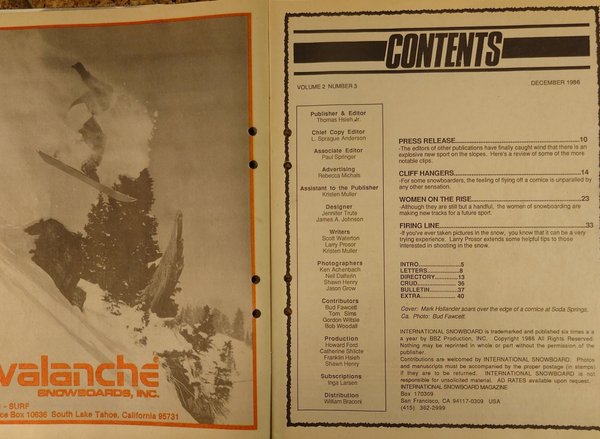 valanche
SNOWBOARDS, INC.
- SURF
ce Box 10636 South Lake Tahoe, California 95731
CONTENTS
VOLUME 2 NUMBER 3
DECEMBER 1986
Publisher & Editor
Thomas Hsieh Jr.
Chief Copy Editor
L. Sprague Anderson
Associate Editor
Paul Springer
Advertising
Rebecca Michals
Assistant to the Publisher
Kristen Muller
Designer
Jennifer Trute
James A. Johnson
Writers
Scott Waterton
Larry Prosor
Kristen Muller
Photographers
Ken Achenbach
Neil Dalferin
Shawn Henry
Jason Grow
Contributors
Bud Fawcett
Tom. Sims
Gordon Wiltsie
Bob Woodall
Production
Howard Ford
Catherine Shilcte
Franklin Hsieh
Shawn Henry
Subscriptions
Inga Larsen
Distribution
William Braconi
PRESS RELEASE...10
-The editors of other publications have finally caught wind that there is an
explosive new sport on the slopes. Here's a review of some of the more
notable clips.
CLIFF HANGERS...14
-For some snowboarders, the feeling of flying off a cornice is unparalled by
any other sensation.
WOMEN ON THE RISE...23
-Although they are still but a handful, the women of snowboarding are
making new tracks for a future sport.
FIRING LINE...33
-If you've ever taken pictures in the snow, you know that it can be a very
trying experience. Larry Prosor extends some helpful tips to those
interested in shooting in the snow.
INTRO...5
LETTERS...8
DIRECTORY...13
CRUD...36
BULLETIN...37
EXTRA...40
Cover: Mark Hollander soars over the edge of a cornice at Soda Springs,
Ca. Photo: Bud Fawcett.
INTERNATIONAL SNOWBOARD is trademarked and published six times a
a year by BBZ Production, INC. Copyright 1986 All Rights Reserved.
Nothing may be reprinted in whole or part without the permission of the
publisher.
Contributions are welcomed by INTERNATIONAL SNOWBOARD. Photos
and manuscripts must be accompanied by the proper postage (in stamps)
if they are to be returned. INTERNATIONAL SNOWBOARD is not
responsible for unsolicited material. AD RATES available upon request.
INTERNATIONAL SNOWBOARD MAGAZINE
Box 170309
San Francisco, CA 94117-0309 USA
(415) 362-2999